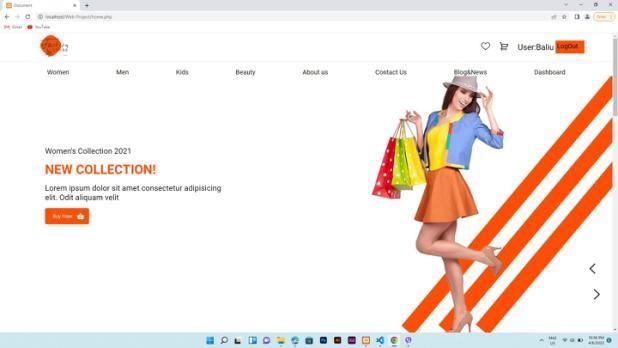 Document
localhost/Web-Project/home.php
Gmail YouTube
User:Baliu LogOut
Women Men Kids Beauty About us Contact Us Blog&News Dashboard
Women's Collection 2021
NEW COLLECTION!
Lorem ipsum dolor sit amet consectetur adipisicing
elit. Odit aliquam velit
Buy Now